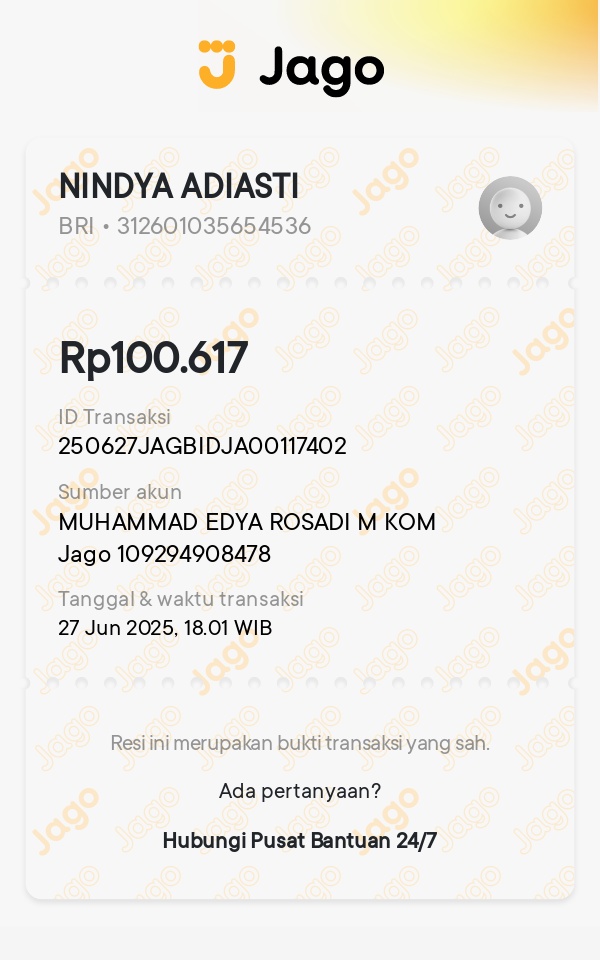 Jago
NINDYA ADIASTI
BRI • 312601035654536
Rp100.617
ID Transaksi
250627JAGBIDJA00117402
Sumber akun
MUHAMMAD EDYA ROSADI M KOM
Jago 109294908478
Tanggal & waktu transaksi
27 Jun 2025, 18.01 WIB
Resi ini merupakan bukti transaksi yang sah.
Ada pertanyaan?
Hubungi Pusat Bantuan 24/7